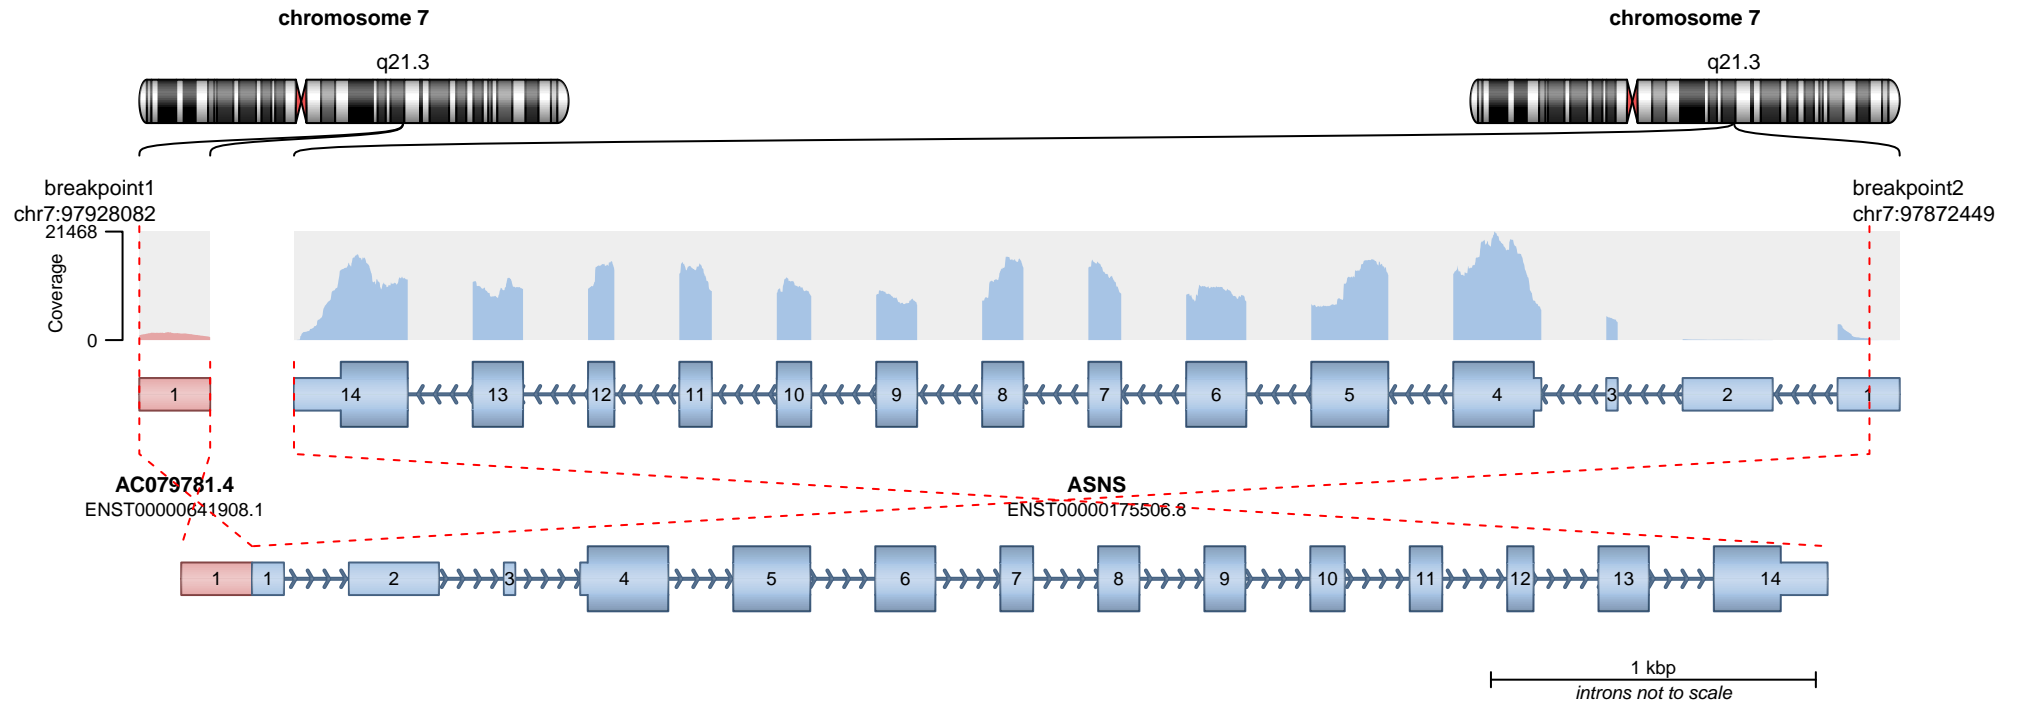 chromosome 7
chromosome 7
q21.3
q21.3
breakpoint1
chr7:97928082
breakpoint2
chr7:97872449
21468
Coverage
0
1
14
13
12
11
10
9
8
7
6
5
4
3
2
1
AC079781.4
ENST00000641908.1
ASNS
ENST00000175506.8
1
1
2
3
4
5
6
7
8
9
10
11
12
13
14
1 kbp
introns not to scale